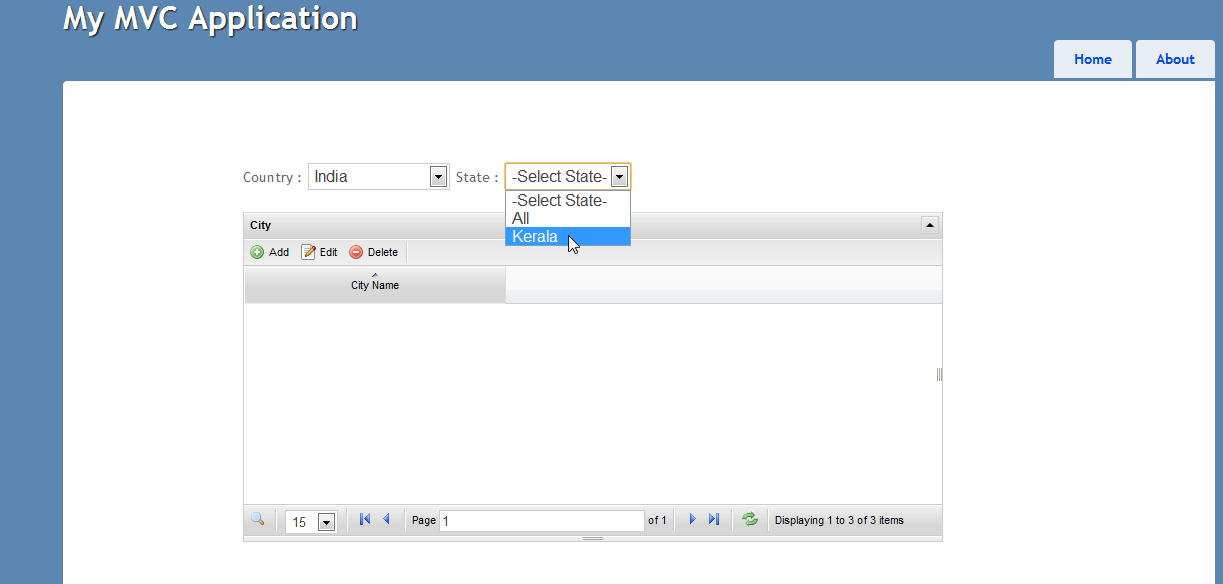 My MVC Application
Home About
Country : India State : -Select State-
-Select State-
All
Kerala
City
Add Edit Delete
City Name
15 Page 1 of 1 Displaying 1 to 3 of 3 items